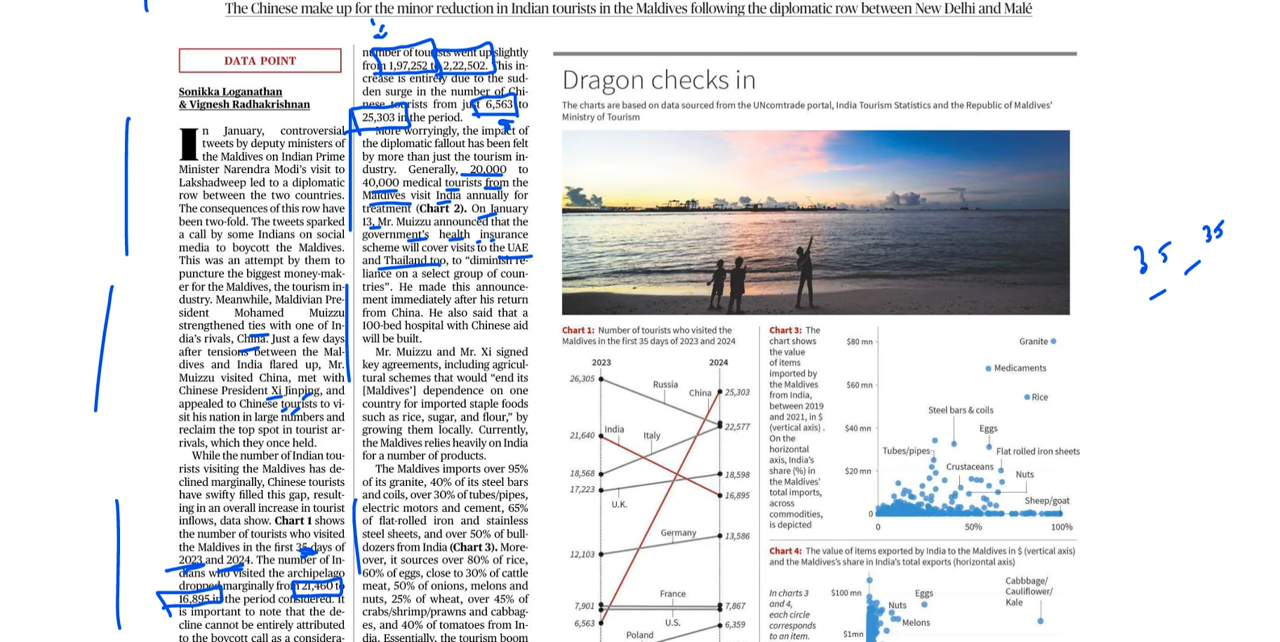 The Chinese make up for the minor reduction in Indian tourists in the Maldives following the diplomatic row between New Delhi and Malé
DATA POINT
Sonikka Loganathan
& Vignesh Radhakrishnan
In January, controversial
tweets by deputy ministers of
the Maldives on Indian Prime
Minister Narendra Modi's visit to
Lakshadweep led to a diplomatic
row between the two countries.
The consequences of this row have
been two-fold. The tweets sparked
a call by some Indians on social
media to boycott the Maldives.
This was an attempt by them to
puncture the biggest money-mak-
er for the Maldives, the tourism in-
dustry. Meanwhile, Maldivian Pre-
sident Mohamed Muizzu
strengthened ties with one of In-
dia's rivals, China. Just a few days
after tensions between the Mal-
dives and India flared up, Mr.
Muizzu visited China, met with
Chinese President Xi Jinping, and
appealed to Chinese tourists to vi-
sit his nation in large numbers and
reclaim the top spot in tourist ar-
rivals, which they once held.
While the number of Indian tou-
rists visiting the Maldives has de-
clined marginally, Chinese tourists
have swiftly filled this gap, result-
ing in an overall increase in tourist
inflows, data show. Chart 1 shows
the number of tourists who visited
the Maldives in the first 35 days of
2023 and 2024. The number of In-
dians who visited the archipelago
dropped marginally from 21,460 to
16,895 in the period considered. It
is important to note that the de-
cline cannot be entirely attributed
to the boycott call as a considera-
number of tourists went up slightly
from 1,97,252 to 2,22,502. This in-
crease is entirely due to the sud-
den surge in the number of Chi-
nese tourists from just 6,563 to
25,303 in the period.
More worryingly, the impact of
the diplomatic fallout has been felt
by more than just the tourism in-
dustry. Generally, 20,000 to
40,000 medical tourists from the
Maldives visit India annually for
treatment (Chart 2). On January
13, Mr. Muizzu announced that the
government's health insurance
scheme will cover visits to the UAE
and Thailand too, to "diminish re-
liance on a select group of coun-
tries". He made this announce-
ment immediately after his return
from China. He also said that a
100-bed hospital with Chinese aid
will be built.
Mr. Muizzu and Mr. Xi signed
key agreements, including agricul-
tural schemes that would "end its
[Maldives'] dependence on one
country for imported staple foods
such as rice, sugar, and flour," by
growing them locally. Currently,
the Maldives relies heavily on India
for a number of products.
The Maldives imports over 95%
of its granite, 40% of its steel bars
and coils, over 30% of tubes/pipes,
electric motors and cement, 65%
of flat-rolled iron and stainless
steel sheets, and over 50% of bull-
dozers from India (Chart 3). More-
over, it sources over 80% of rice,
60% of eggs, close to 30% of cattle
meat, 50% of onions, melons and
nuts, 25% of wheat, over 45% of
crabs/shrimp/prawns and cabbag-
es, and 40% of tomatoes from In-
dia. Essentially, the tourism boom
Dragon checks in
The charts are based on data sourced from the UNcomtrade portal, India Tourism Statistics and the Republic of Maldives'
Ministry of Tourism
35 35
Chart 1: Number of tourists who visited the
Maldives in the first 35 days of 2023 and 2024
2023 2024
26,305
Russia
China 25,303
22,577
21,640 India
Italy
18,568 18,598
17,223 16,895
U.K.
Germany 13,586
12,103
France
7,901 7,867
U.S.
6,563 6,359
Poland
Chart 3: The
chart shows
the value
of items
imported by
the Maldives
from India,
between 2019
and 2021, in $
(vertical axis).
On the
horizontal
axis, India's
share (%) in
the Maldives'
total imports,
across
commodities,
is depicted
$80 mn Granite
Medicaments
$60 mn
Rice
Steel bars & coils
$40 mn Eggs
Tubes/pipes Flat rolled iron sheets
$20 mn Crustaceans Nuts
Sheep/goat
0
0 50% 100%
Chart 4: The value of items exported by India to the Maldives in $ (vertical axis)
and the Maldives's share in India's total exports (horizontal axis)
In charts 3
and 4,
each circle
corresponds
to an item.
$100 mn Eggs
Nuts
Melons
$1mn
Cabbbage/
Cauliflower/
Kale